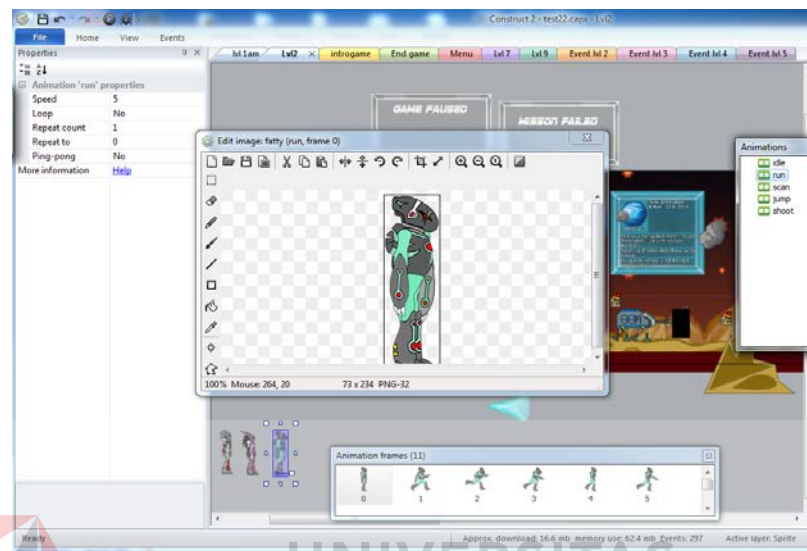 Construct 2 - test22.capx - Lvl2
File Home View Events
Properties
lvl 1am Lvl2 introgame End game Menu Lvl 7 Lvl 9 Event lvl 2 Event lvl 3 Event lvl 4 Event lvl 5
Animation 'run' properties
Speed 5
Loop No
Repeat count 1
Repeat to 0
Ping-pong No
More information Help
GAME PAUSED
MISSON FAILED
Edit image: fatty (run, frame 0)
100% Mouse: 264, 20 73 x 234 PNG-32
Animations
idle
run
scan
jump
shoot
Animation frames (11)
0 1 2 3 4 5
Ready Approx. download: 16.6 mb memory use: 62.4 mb Events: 297 Active layer: Sprite
UNIVERSITAS